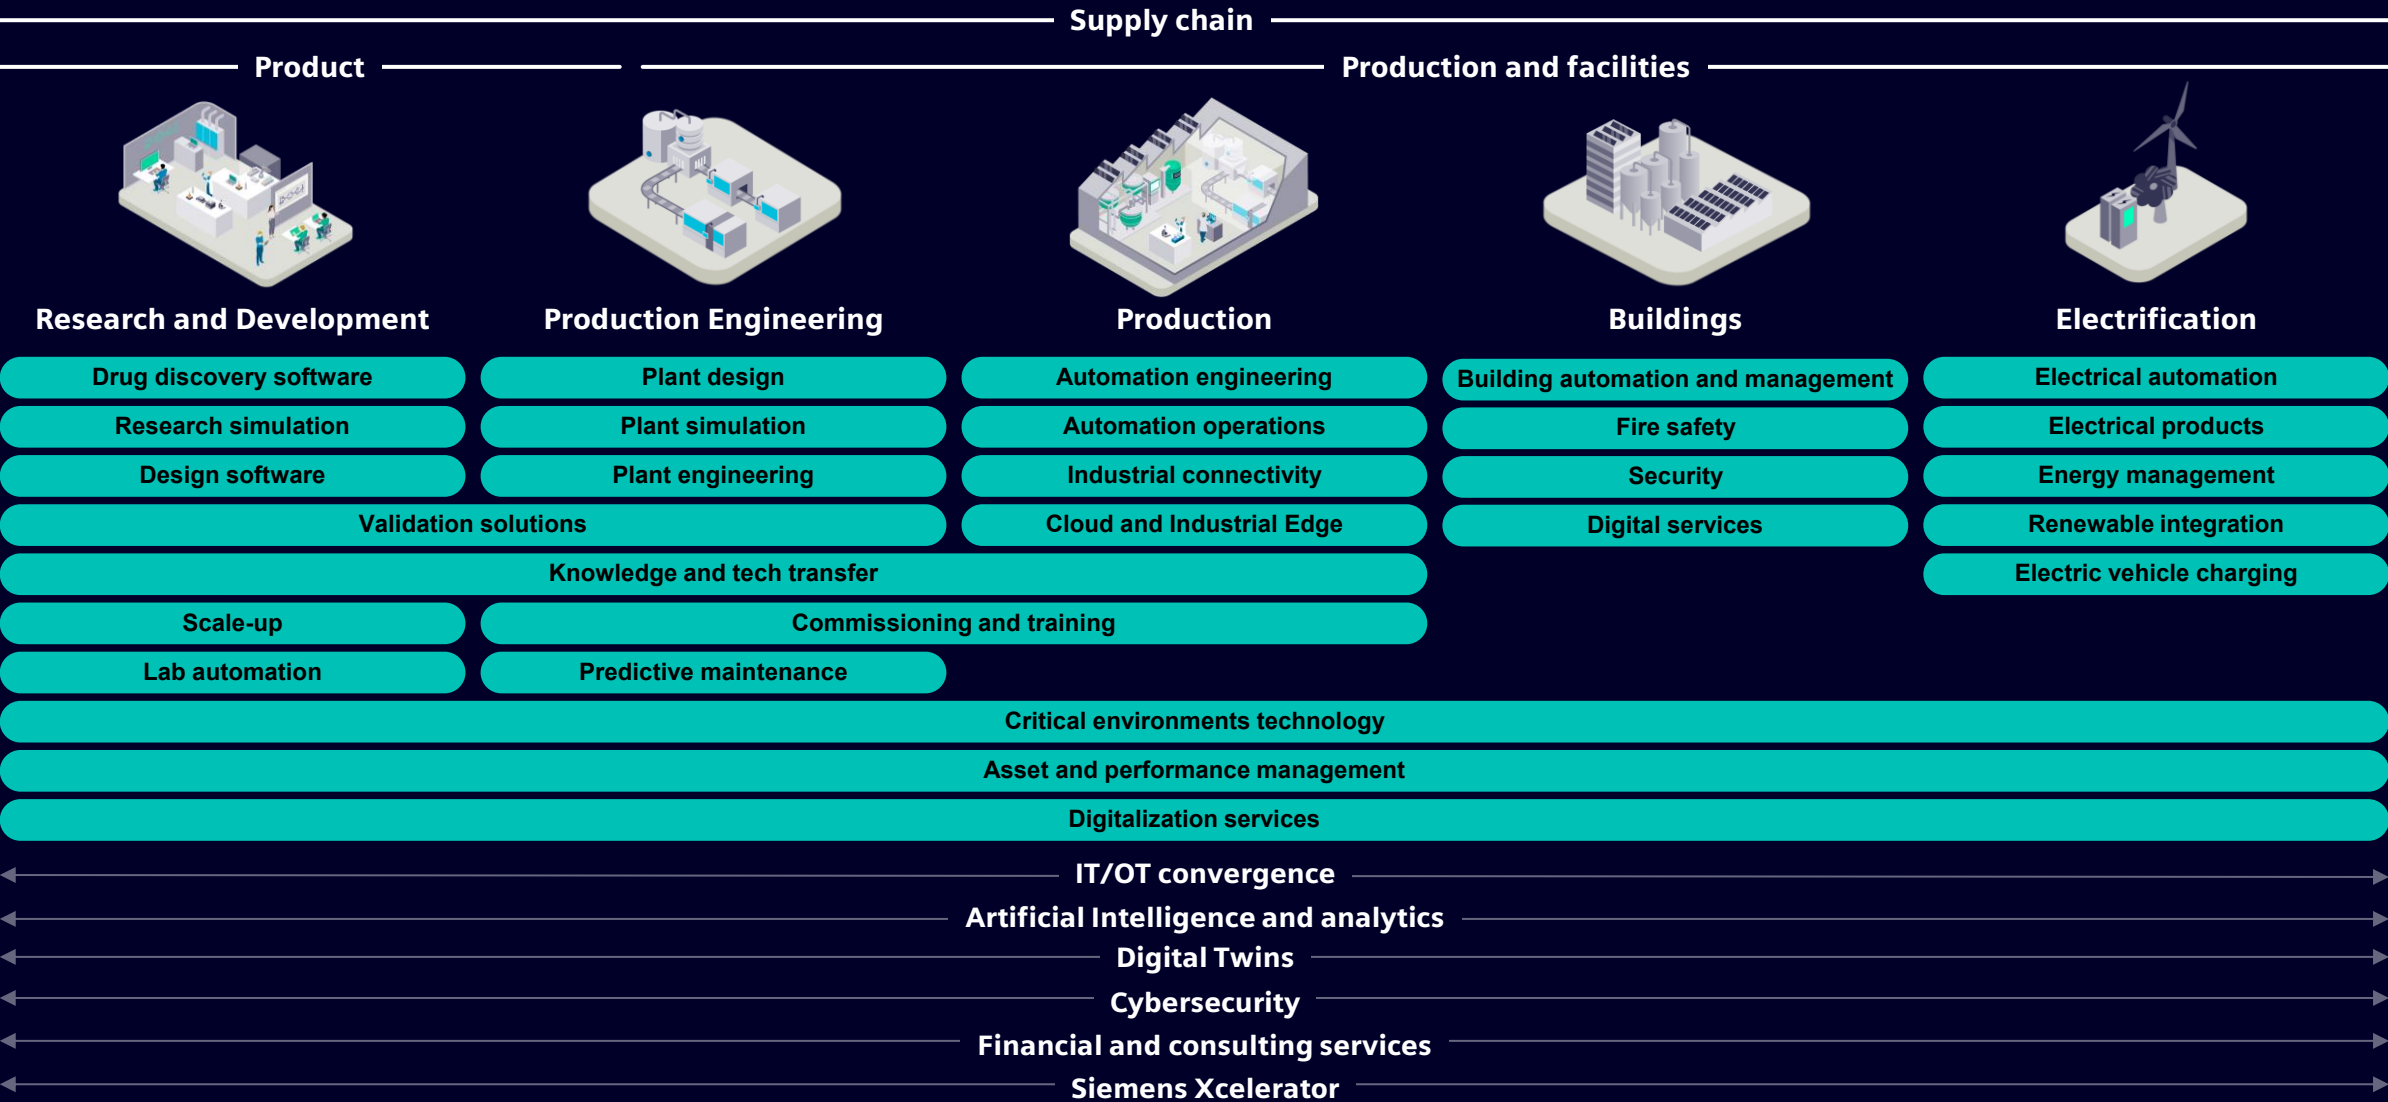 Supply chain
Product
Production and facilities
Research and Development
Production Engineering
Production
Buildings
Electrification
Drug discovery software
Plant design
Automation engineering
Building automation and management
Electrical automation
Research simulation
Plant simulation
Automation operations
Fire safety
Electrical products
Design software
Plant engineering
Industrial connectivity
Security
Energy management
Validation solutions
Cloud and Industrial Edge
Digital services
Renewable integration
Knowledge and tech transfer
Electric vehicle charging
Scale-up
Commissioning and training
Lab automation
Predictive maintenance
Critical environments technology
Asset and performance management
Digitalization services
IT/OT convergence
Artificial Intelligence and analytics
Digital Twins
Cybersecurity
Financial and consulting services
Siemens Xcelerator